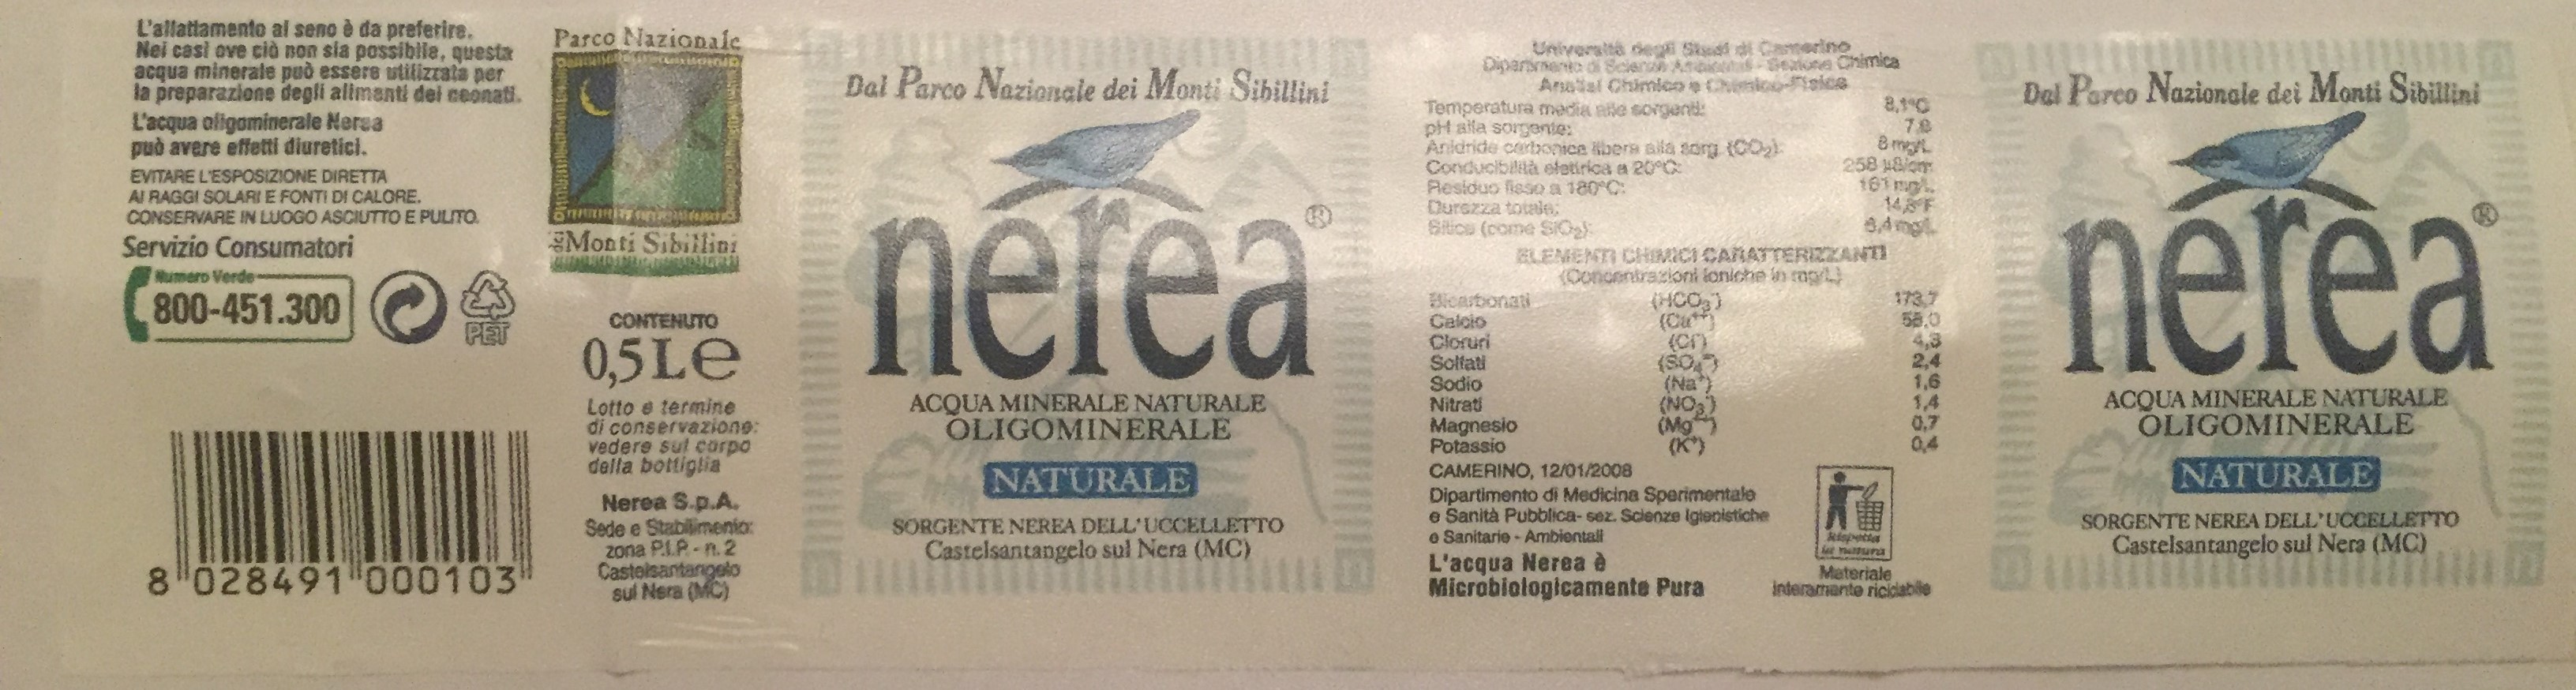 L'allattamento al seno è da preferire.
Nei casi ove ciò non sia possibile, questa
acqua minerale può essere utilizzata per
la preparazione degli alimenti dei neonati.
L'acqua oligominerale Nerea
può avere effetti diuretici.
EVITARE L'ESPOSIZIONE DIRETTA
AI RAGGI SOLARI E FONTI DI CALORE.
CONSERVARE IN LUOGO ASCIUTTO E PULITO.
Servizio Consumatori
Numero Verde
800-451.300
PET
8 028491 000103
Parco Nazionale
dei Monti Sibillini
CONTENUTO
0,5 L e
Lotto e termine
di conservazione:
vedere sul corpo
della bottiglia
Nerea S.p.A.
Sede e Stabilimento:
zona P.I.P. - n. 2
Castelsantangelo
sul Nera (MC)
Dal Parco Nazionale dei Monti Sibillini
nerea®
ACQUA MINERALE NATURALE
OLIGOMINERALE
NATURALE
SORGENTE NEREA DELL'UCCELLETTO
Castelsantangelo sul Nera (MC)
Università degli Studi di Camerino
Dipartimento di Scienze Ambientali - Sezione Chimica
Analisi Chimico e Chimico-Fisica
Temperatura media alle sorgenti: 8,1°C
pH alla sorgente:
Anidride carbonica libera alla sorg. (CO₂): 8 mg/L
Conducibilità elettrica a 20°C: 258 µS/cm
Residuo fisso a 180°C: 161 mg/L
Durezza totale: 14,8°F
Silice (come SiO₂): mg/L
ELEMENTI CHIMICI CARATTERIZZANTI
(Concentrazioni ioniche in mg/L)
Bicarbonati (HCO₃⁻) 173,7
Calcio (Ca⁺⁺) 58,0
Cloruri (Cl⁻) 4,3
Solfati (SO₄⁻⁻) 2,4
Sodio (Na⁺) 1,6
Nitrati (NO₃⁻) 1,4
Magnesio (Mg⁺⁺) 0,7
Potassio (K⁺) 0,4
CAMERINO, 12/01/2008
Dipartimento di Medicina Sperimentale
e Sanità Pubblica- sez. Scienze Igienistiche
e Sanitarie - Ambientali
L'acqua Nerea è
Microbiologicamente Pura
Rispetta
la natura
Materiale
interamente riciclabile
Dal Parco Nazionale dei Monti Sibillini
nerea®
ACQUA MINERALE NATURALE
OLIGOMINERALE
NATURALE
SORGENTE NEREA DELL'UCCELLETTO
Castelsantangelo sul Nera (MC)